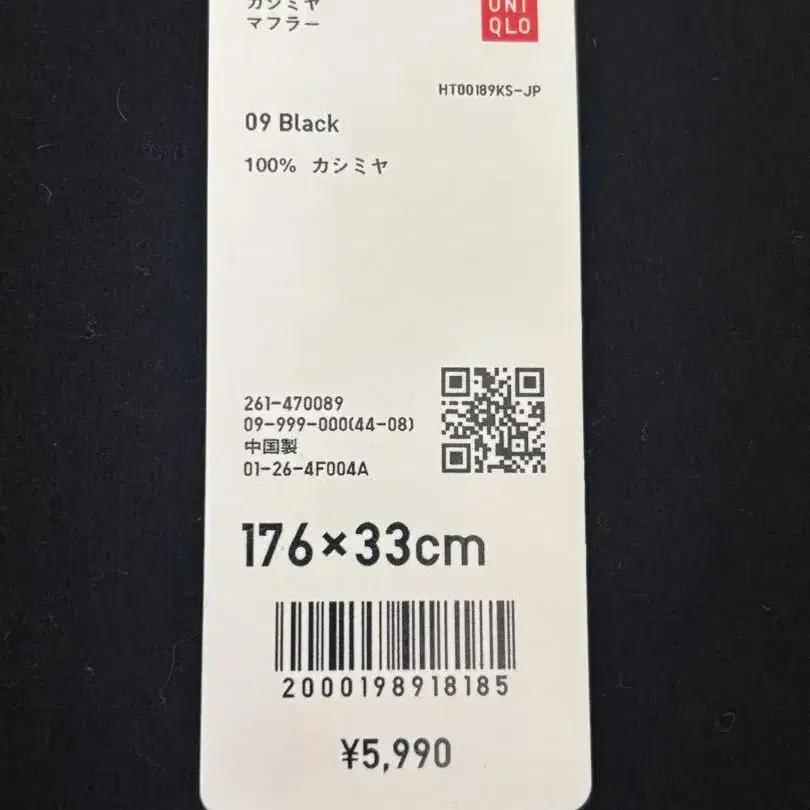 カシミヤ
マフラー
UNI
QLO
HT00189KS-JP
09 Black
100% カシミヤ
261-470089
09-999-000(44-08)
中国製
01-26-4F004A
176×33cm
2000198918185
¥5,990